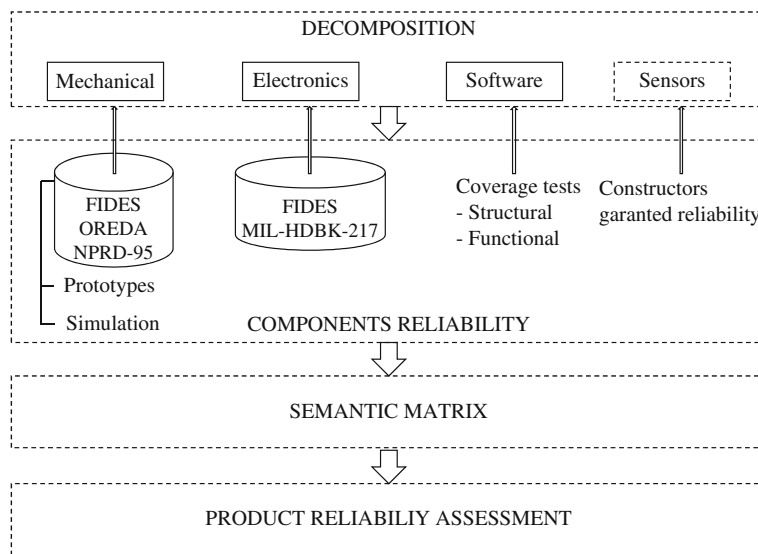 DECOMPOSITION
Mechanical
Electronics
Software
Sensors
FIDES
OREDA
NPRD-95
Prototypes
Simulation
FIDES
MIL-HDBK-217
Coverage tests
- Structural
- Functional
Constructors
garanted reliability
COMPONENTS RELIABILITY
SEMANTIC MATRIX
PRODUCT RELIABILIY ASSESSMENT